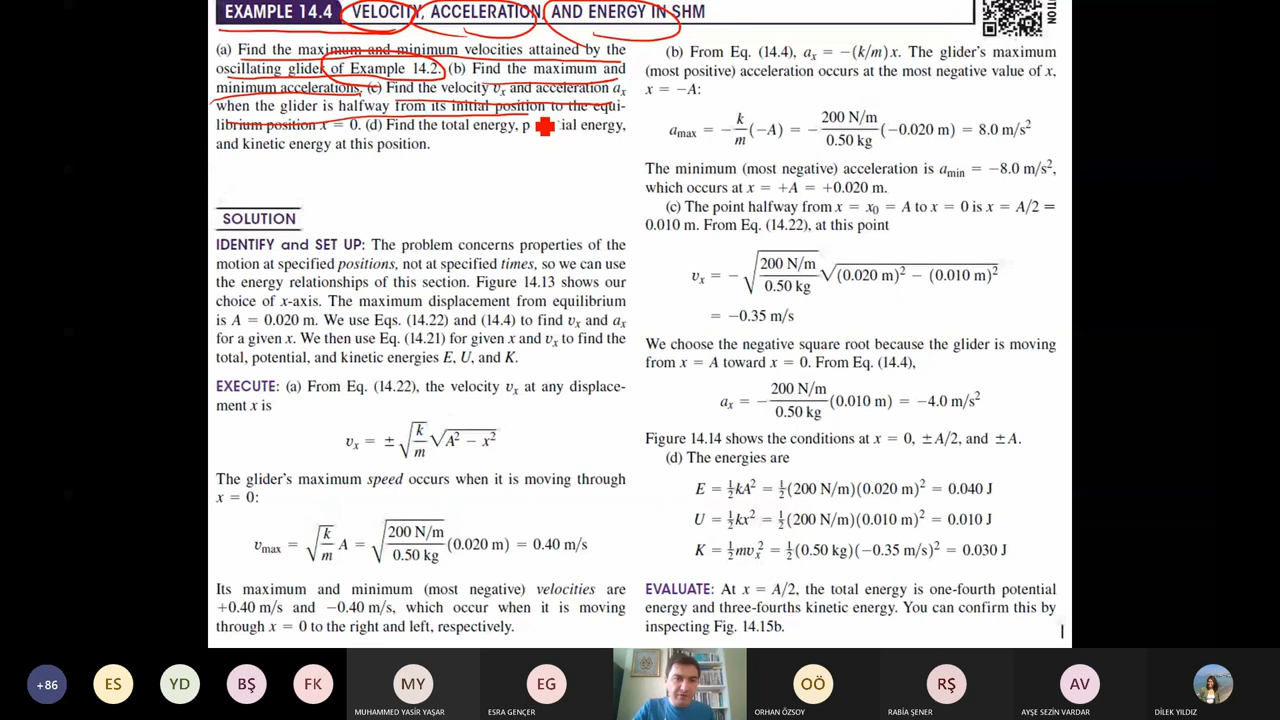 EXAMPLE 14.4 VELOCITY, ACCELERATION, AND ENERGY IN SHM
(a) Find the maximum and minimum velocities attained by the
oscillating glider of Example 14.2. (b) Find the maximum and
minimum accelerations. (c) Find the velocity υx and acceleration ax
when the glider is halfway from its initial position to the equi-
librium position x = 0. (d) Find the total energy, energy,
and kinetic energy at this position.
SOLUTION
IDENTIFY and SET UP: The problem concerns properties of the
motion at specified positions, not at specified times, so we can use
the energy relationships of this section. Figure 14.13 shows our
choice of x-axis. The maximum displacement from equilibrium
is A = 0.020 m. We use Eqs. (14.22) and (14.4) to find υx and ax
for a given x. We then use Eq. (14.21) for given x and υx to find the
total, potential, and kinetic energies E, U, and K.
EXECUTE: (a) From Eq. (14.22), the velocity υx at any displace-
ment x is
υx = ± √(k/m) √(A² − x²)
The glider's maximum speed occurs when it is moving through
x = 0:
υmax = √(k/m) A = √(200 N/m / 0.50 kg) (0.020 m) = 0.40 m/s
Its maximum and minimum (most negative) velocities are
+0.40 m/s and −0.40 m/s, which occur when it is moving
through x = 0 to the right and left, respectively.
(b) From Eq. (14.4), ax = −(k/m)x. The glider's maximum
(most positive) acceleration occurs at the most negative value of x,
x = −A:
amax = − k/m (−A) = − 200 N/m / 0.50 kg (−0.020 m) = 8.0 m/s²
The minimum (most negative) acceleration is amin = −8.0 m/s²,
which occurs at x = +A = +0.020 m.
(c) The point halfway from x = x0 = A to x = 0 is x = A/2 =
0.010 m. From Eq. (14.22), at this point
υx = − √(200 N/m / 0.50 kg) √((0.020 m)² − (0.010 m)²)
= −0.35 m/s
We choose the negative square root because the glider is moving
from x = A toward x = 0. From Eq. (14.4),
ax = − 200 N/m / 0.50 kg (0.010 m) = −4.0 m/s²
Figure 14.14 shows the conditions at x = 0, ±A/2, and ±A.
(d) The energies are
E = ½kA² = ½(200 N/m)(0.020 m)² = 0.040 J
U = ½kx² = ½(200 N/m)(0.010 m)² = 0.010 J
K = ½mυx² = ½(0.50 kg)(−0.35 m/s)² = 0.030 J
EVALUATE: At x = A/2, the total energy is one-fourth potential
energy and three-fourths kinetic energy. You can confirm this by
inspecting Fig. 14.15b.
+86
ES
YD
BŞ
FK
MY
MUHAMMED YASİR YAŞAR
EG
ESRA GENÇER
OÖ
ORHAN ÖZSOY
RŞ
RABİA ŞENER
AV
AYŞE SEZİN VARDAR
DİLEK YILDIZ